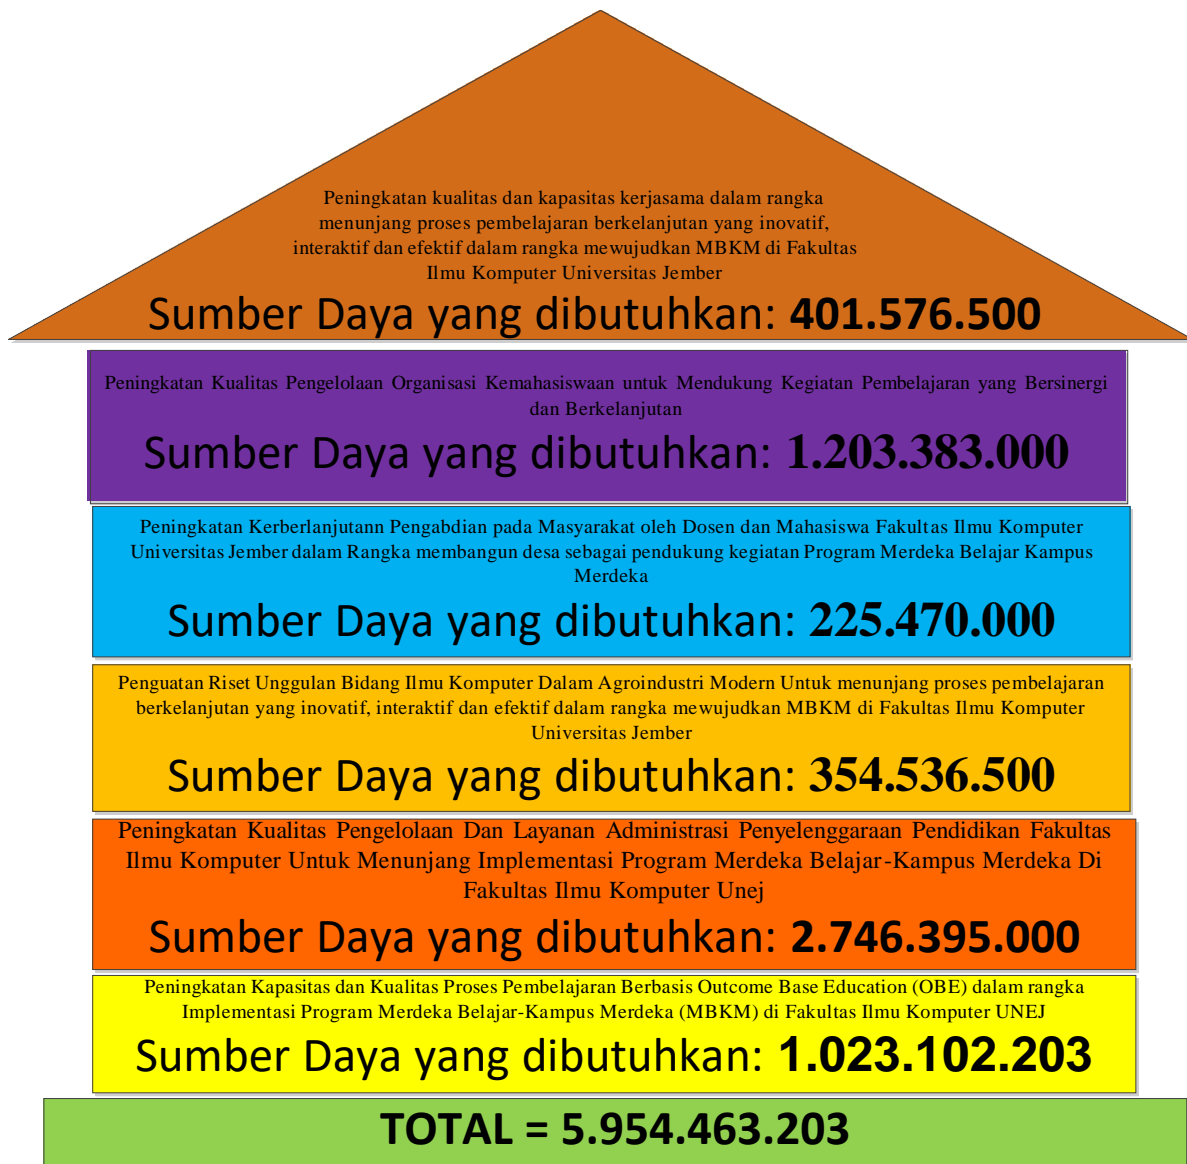 Peningkatan kualitas dan kapasitas kerjasama dalam rangka
menunjang proses pembelajaran berkelanjutan yang inovatif,
interaktif dan efektif dalam rangka mewujudkan MBKM di Fakultas
Ilmu Komputer Universitas Jember
Sumber Daya yang dibutuhkan: 401.576.500
Peningkatan Kualitas Pengelolaan Organisasi Kemahasiswaan untuk Mendukung Kegiatan Pembelajaran yang Bersinergi
dan Berkelanjutan
Sumber Daya yang dibutuhkan: 1.203.383.000
Peningkatan Kerberlanjutann Pengabdian pada Masyarakat oleh Dosen dan Mahasiswa Fakultas Ilmu Komputer
Universitas Jember dalam Rangka membangun desa sebagai pendukung kegiatan Program Merdeka Belajar Kampus
Merdeka
Sumber Daya yang dibutuhkan: 225.470.000
Penguatan Riset Unggulan Bidang Ilmu Komputer Dalam Agroindustri Modern Untuk menunjang proses pembelajaran
berkelanjutan yang inovatif, interaktif dan efektif dalam rangka mewujudkan MBKM di Fakultas Ilmu Komputer
Universitas Jember
Sumber Daya yang dibutuhkan: 354.536.500
Peningkatan Kualitas Pengelolaan Dan Layanan Administrasi Penyelenggaraan Pendidikan Fakultas
Ilmu Komputer Untuk Menunjang Implementasi Program Merdeka Belajar-Kampus Merdeka Di
Fakultas Ilmu Komputer Unej
Sumber Daya yang dibutuhkan: 2.746.395.000
Peningkatan Kapasitas dan Kualitas Proses Pembelajaran Berbasis Outcome Base Education (OBE) dalam rangka
Implementasi Program Merdeka Belajar-Kampus Merdeka (MBKM) di Fakultas Ilmu Komputer UNEJ
Sumber Daya yang dibutuhkan: 1.023.102.203
TOTAL = 5.954.463.203